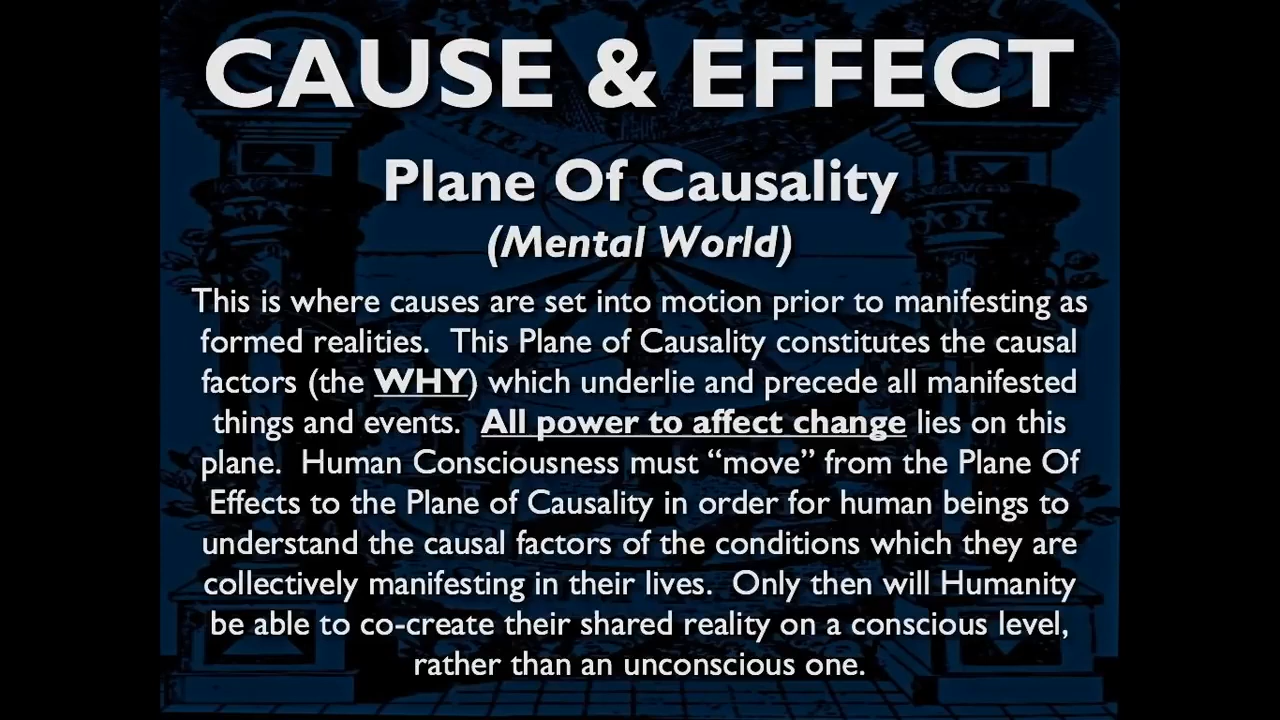 CAUSE & EFFECT
PATER
Plane Of Causality
(Mental World)
This is where causes are set into motion prior to manifesting as
formed realities.  This Plane of Causality constitutes the causal
factors (the WHY) which underlie and precede all manifested
things and events.  All power to affect change lies on this
plane.  Human Consciousness must “move” from the Plane Of
Effects to the Plane of Causality in order for human beings to
understand the causal factors of the conditions which they are
collectively manifesting in their lives.  Only then will Humanity
be able to co-create their shared reality on a conscious level,
rather than an unconscious one.